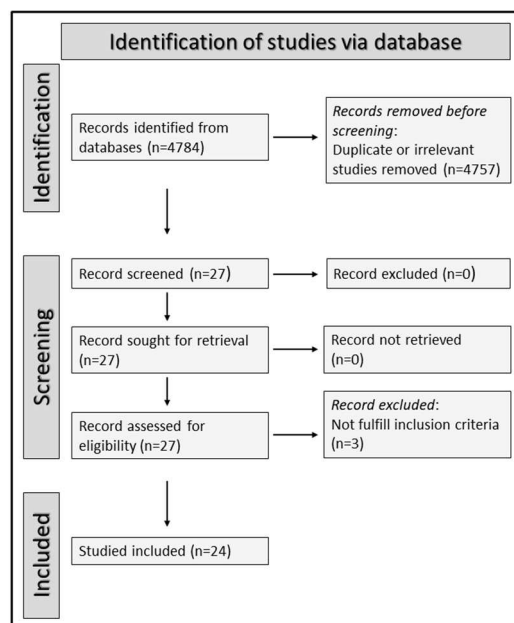 Identification of studies via database
Identification
Records identified from
databases (n=4784)
Records removed before
screening:
Duplicate or irrelevant
studies removed (n=4757)
Screening
Record screened (n=27)
Record excluded (n=0)
Record sought for retrieval
(n=27)
Record not retrieved
(n=0)
Record assessed for
eligibility (n=27)
Record excluded:
Not fulfill inclusion criteria
(n=3)
Included
Studied included (n=24)